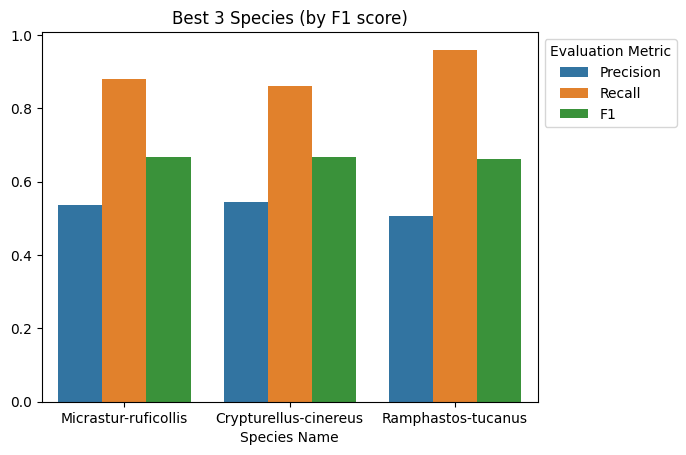 Best 3 Species (by F1 score)
1.0
0.8
0.6
0.4
0.2
0.0
Micrastur-ruficollis
Crypturellus-cinereus
Ramphastos-tucanus
Species Name
Evaluation Metric
Precision
Recall
F1